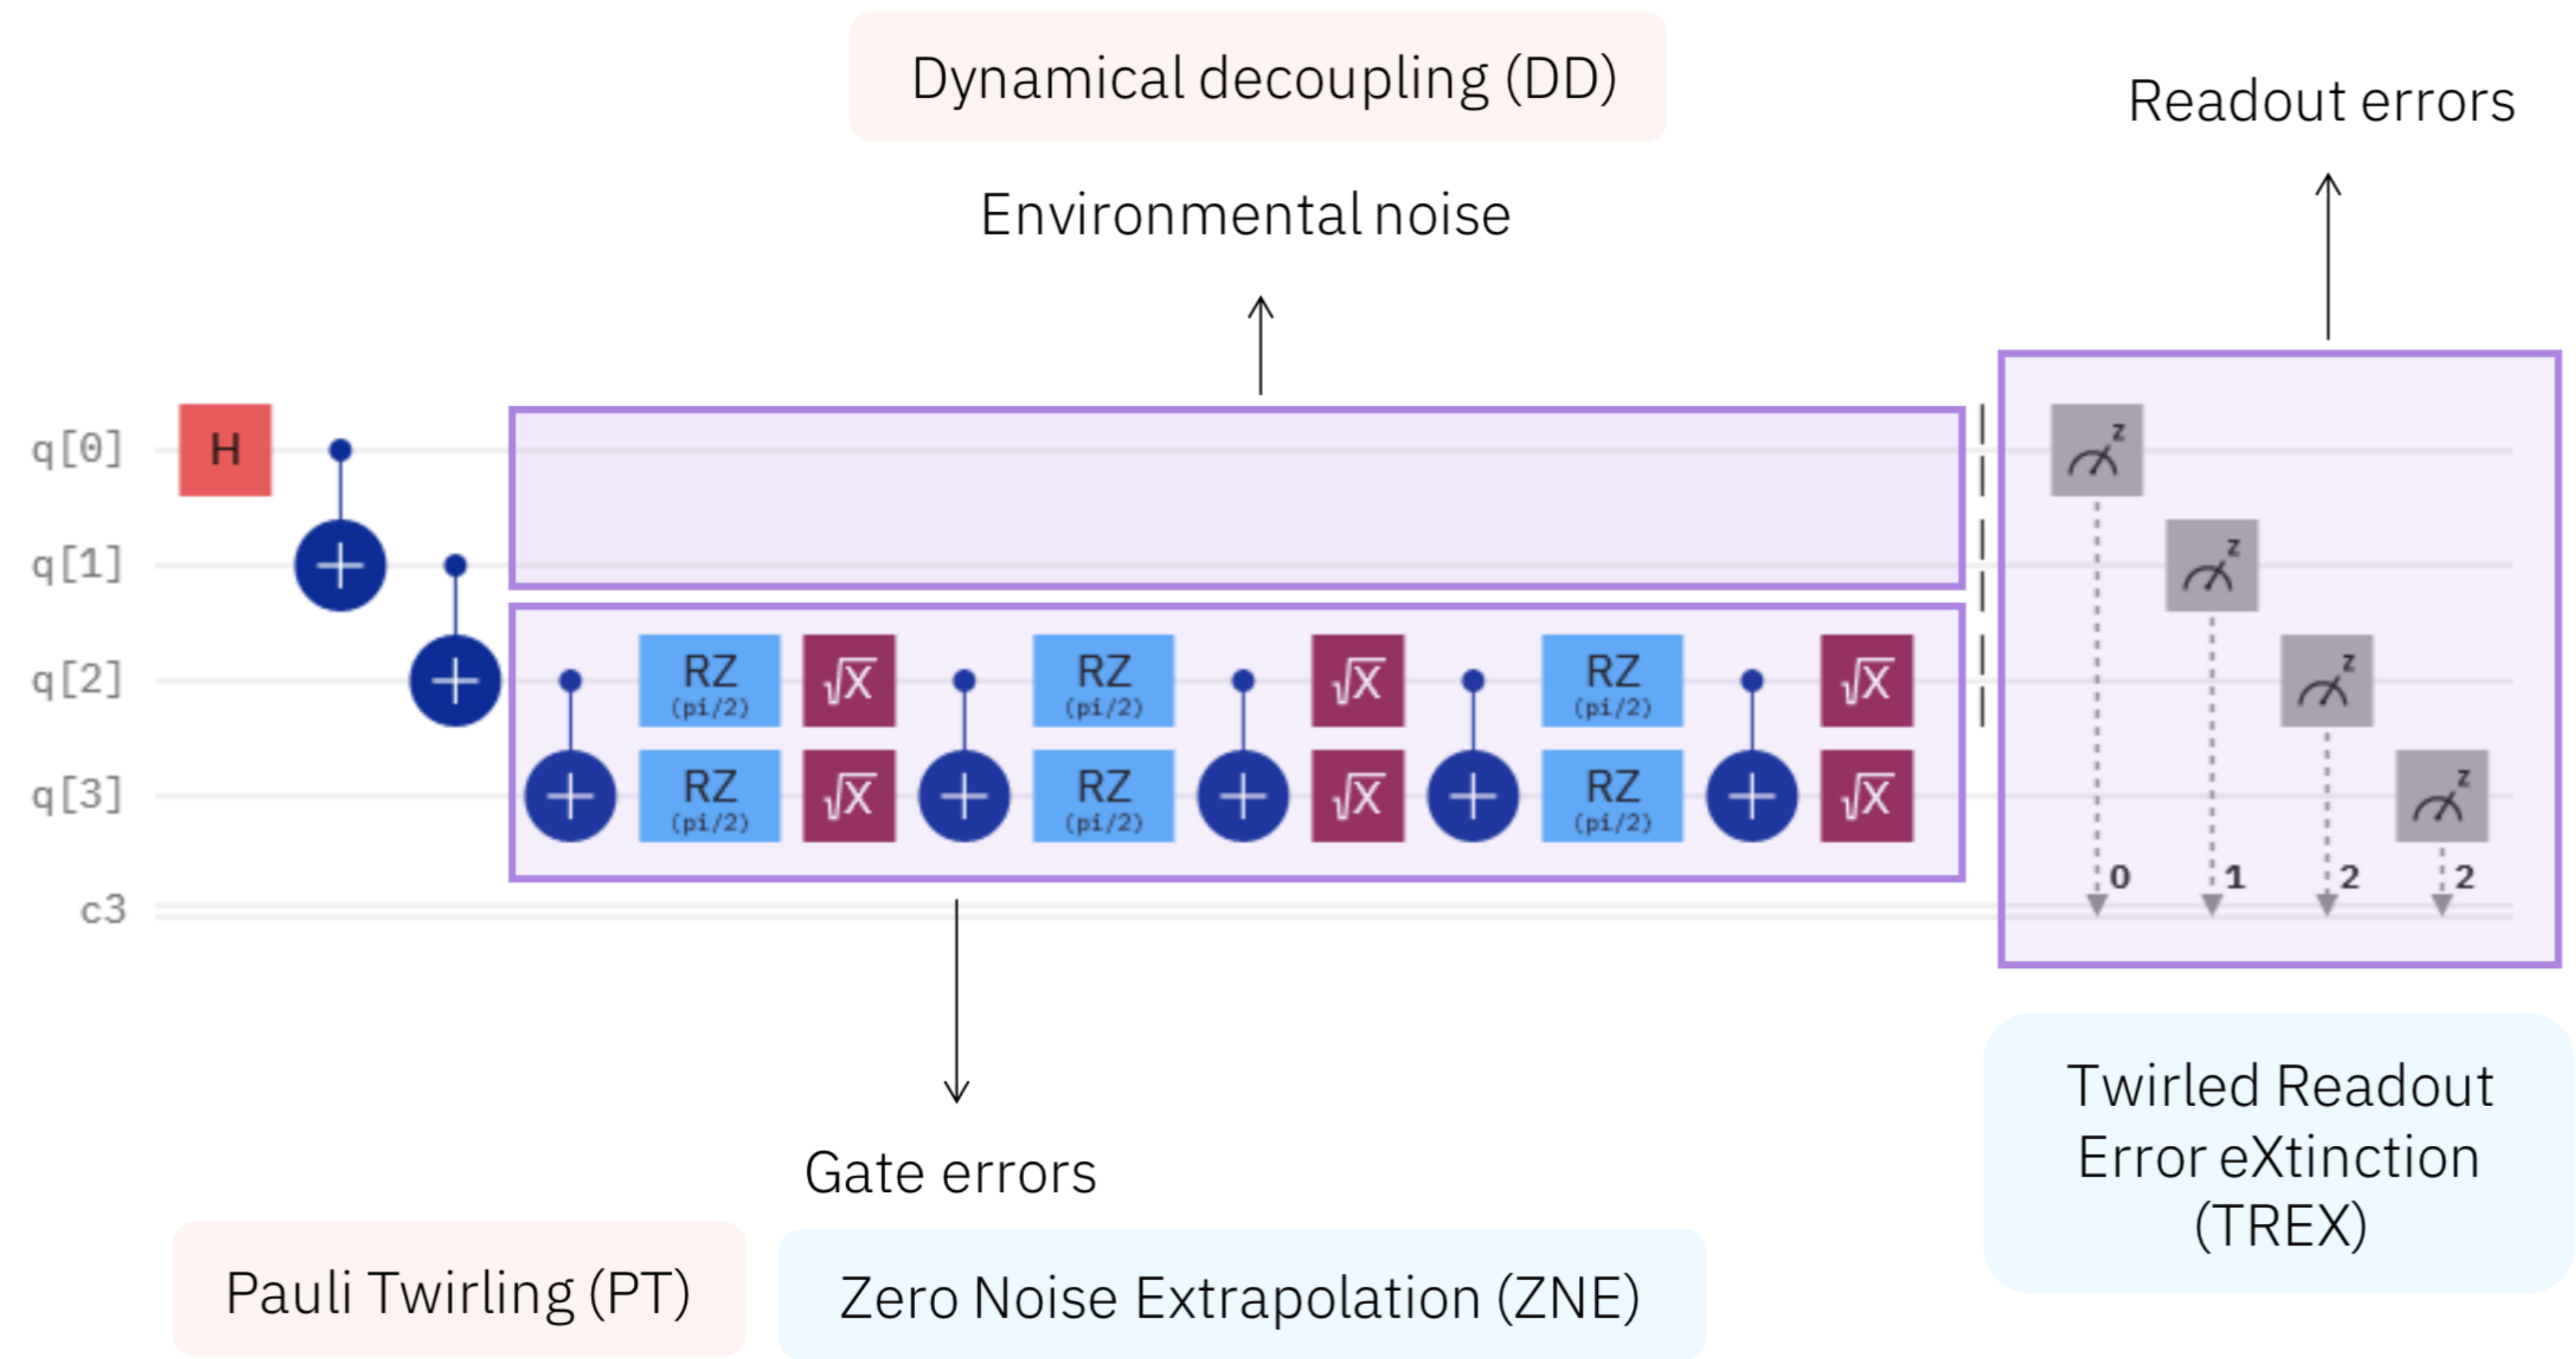 Dynamical decoupling (DD)
Readout errors
Environmental noise
q[0] H z
q[1] z
q[2] RZ √X RZ √X RZ √X z
(pi/2) (pi/2) (pi/2)
q[3] RZ √X RZ √X RZ √X z
(pi/2) (pi/2) (pi/2)
0 1 2 2
c3
Gate errors
Pauli Twirling (PT)
Zero Noise Extrapolation (ZNE)
Twirled Readout
Error eXtinction
(TREX)